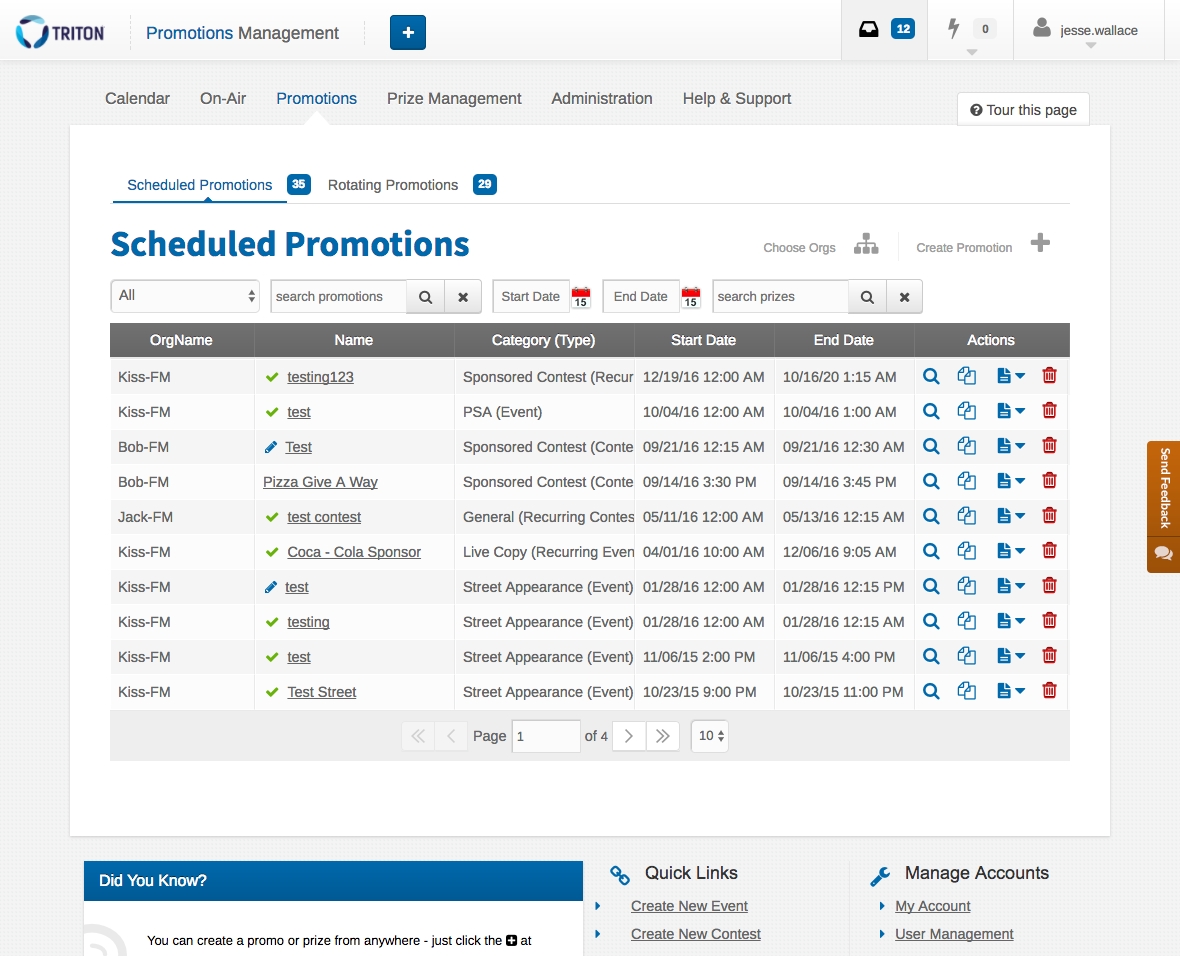 TRITON
Promotions Management
+
12
0
jesse.wallace
Calendar On-Air Promotions Prize Management Administration Help & Support
Tour this page
Scheduled Promotions 35 Rotating Promotions 29
Scheduled Promotions
Choose Orgs
Create Promotion
All search promotions Start Date 15 End Date 15 search prizes
OrgName Name Category (Type) Start Date End Date Actions
Kiss-FM testing123 Sponsored Contest (Recur 12/19/16 12:00 AM 10/16/20 1:15 AM
Kiss-FM test PSA (Event) 10/04/16 12:00 AM 10/04/16 1:00 AM
Bob-FM Test Sponsored Contest (Conte 09/21/16 12:15 AM 09/21/16 12:30 AM
Bob-FM Pizza Give A Way Sponsored Contest (Conte 09/14/16 3:30 PM 09/14/16 3:45 PM
Jack-FM test contest General (Recurring Contes 05/11/16 12:00 AM 05/13/16 12:15 AM
Kiss-FM Coca - Cola Sponsor Live Copy (Recurring Even 04/01/16 10:00 AM 12/06/16 9:05 AM
Kiss-FM test Street Appearance (Event) 01/28/16 12:00 AM 01/28/16 12:15 PM
Kiss-FM testing Street Appearance (Event) 01/28/16 12:00 AM 01/28/16 12:15 AM
Kiss-FM test Street Appearance (Event) 11/06/15 2:00 PM 11/06/15 4:00 PM
Kiss-FM Test Street Street Appearance (Event) 10/23/15 9:00 PM 10/23/15 11:00 PM
Page 1 of 4 10
Send Feedback
Did You Know?
You can create a promo or prize from anywhere - just click the + at
Quick Links
Create New Event
Create New Contest
Manage Accounts
My Account
User Management